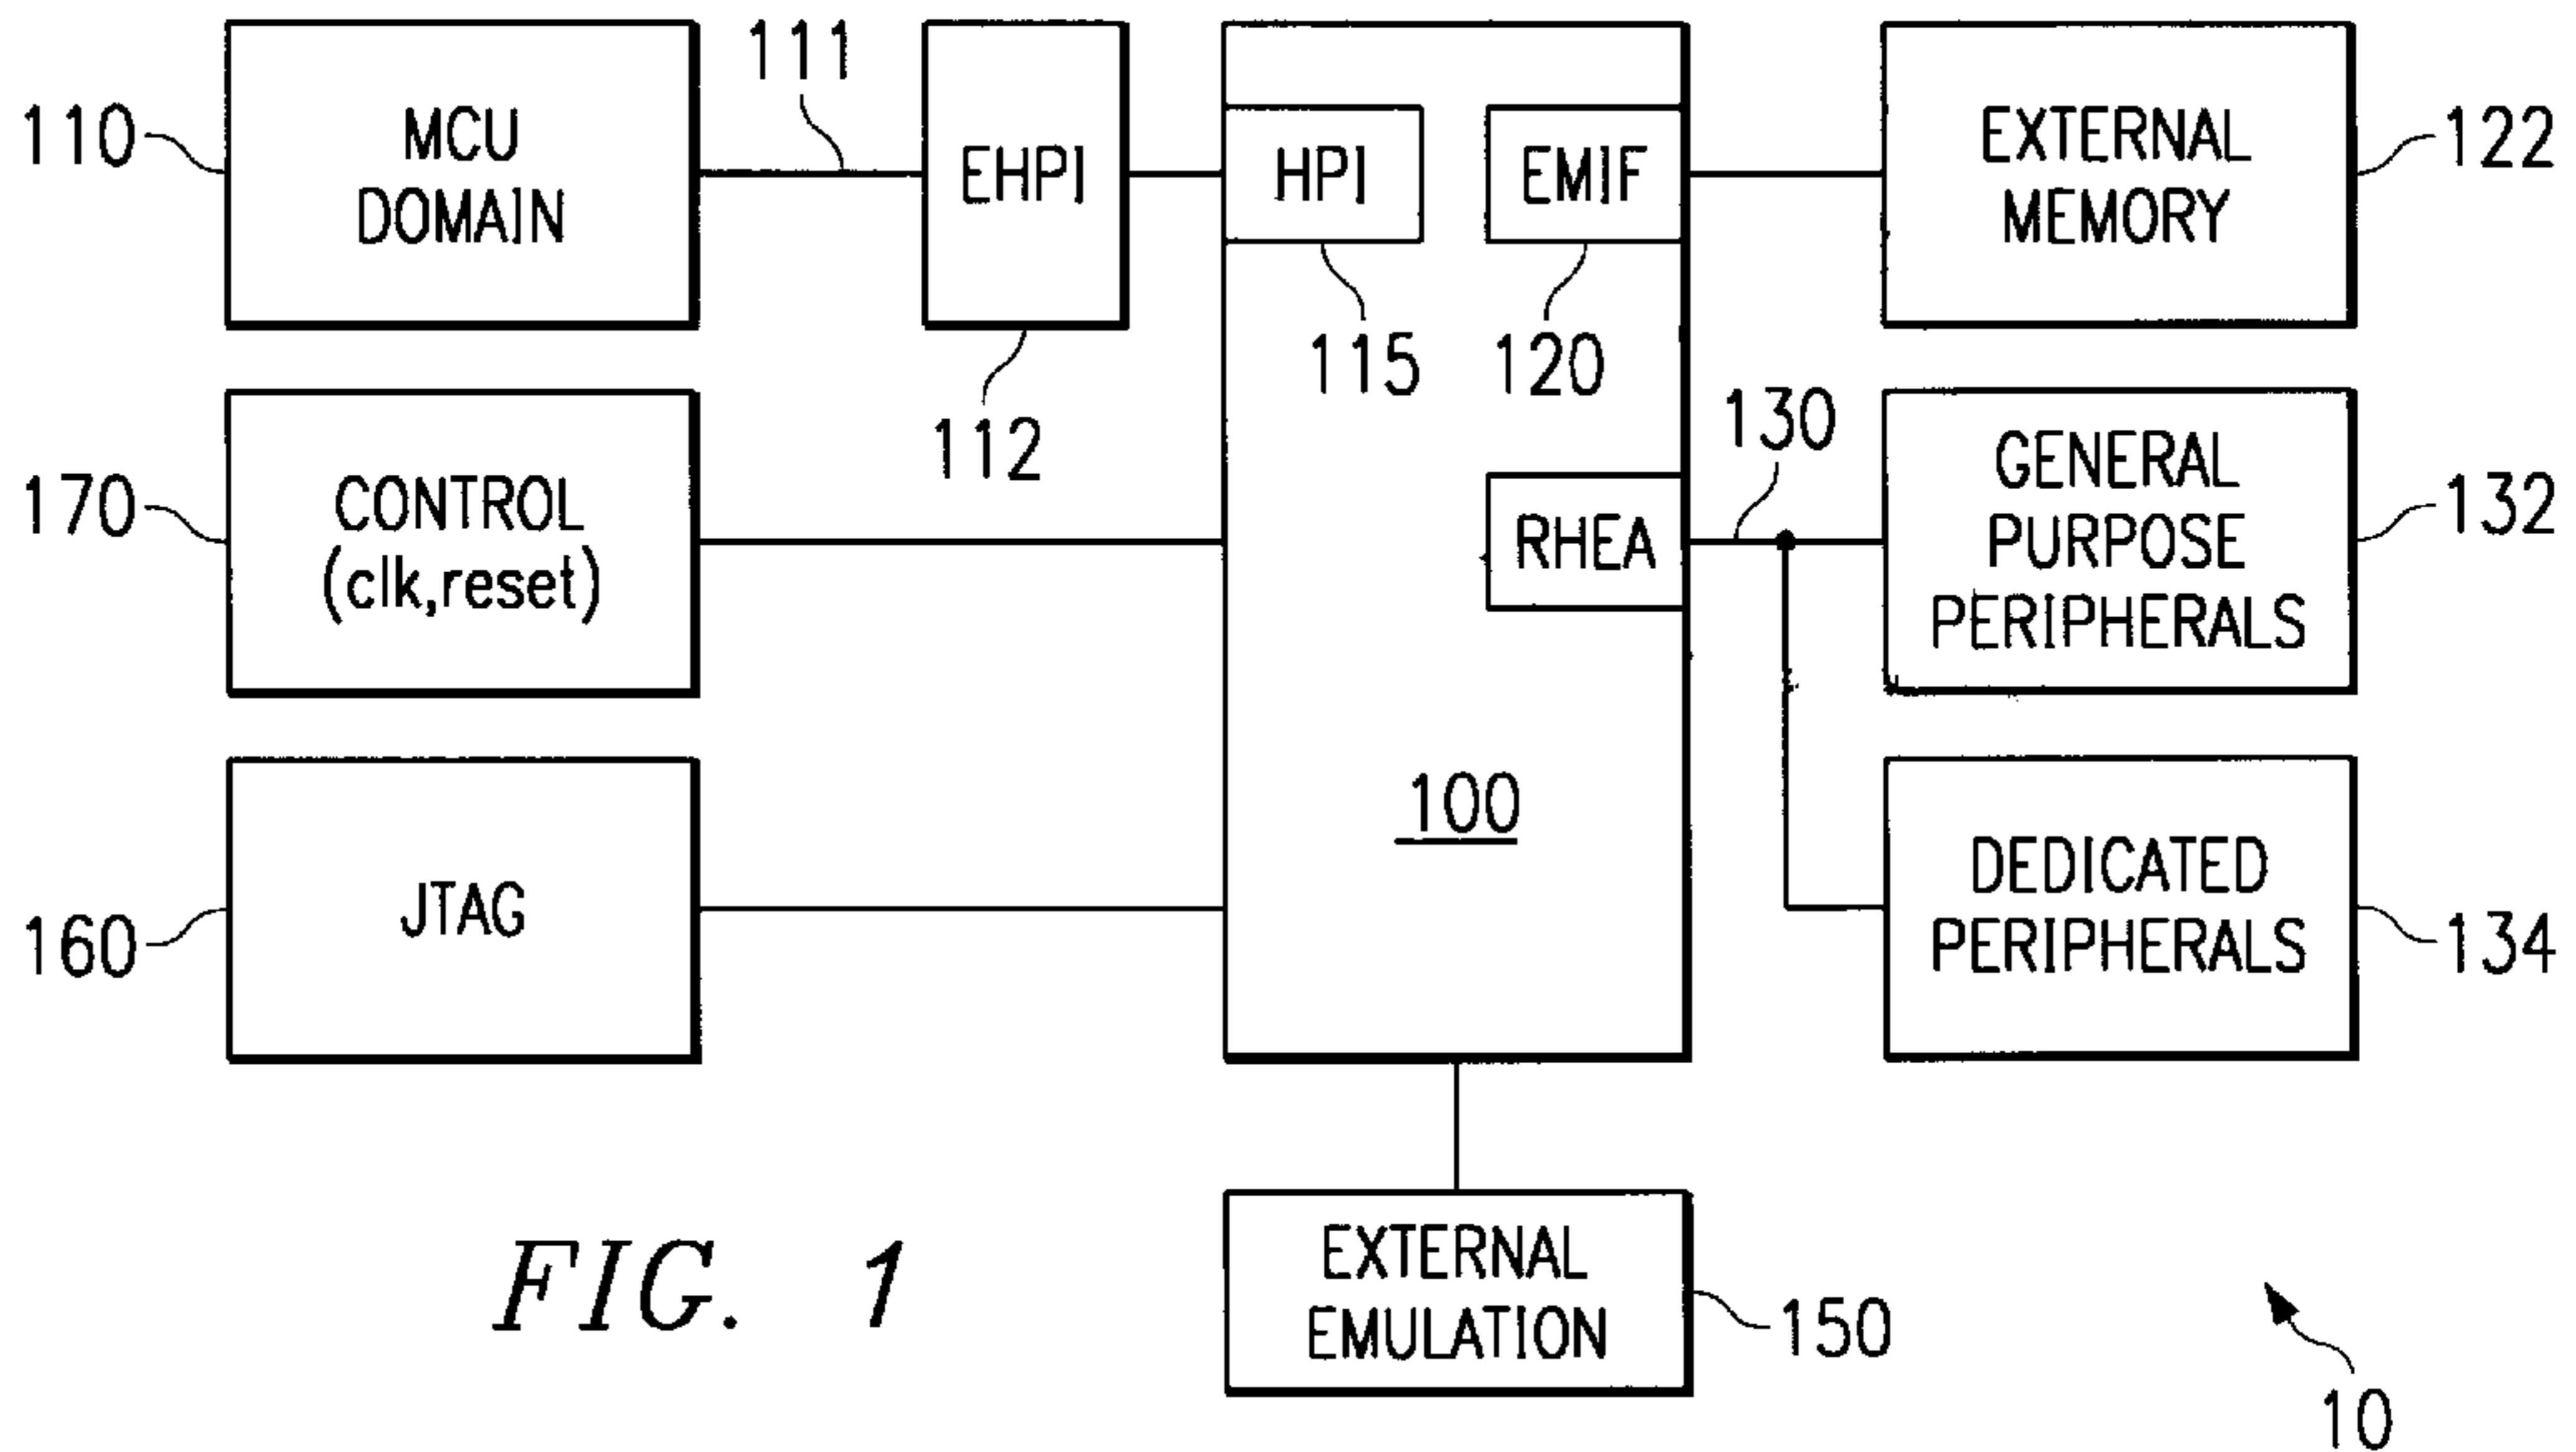 110
MCU
DOMAIN
111
EHPI
112
HPI
115
EMIF
120
EXTERNAL
MEMORY
122
170
CONTROL
(clk,reset)
RHEA
130
GENERAL
PURPOSE
PERIPHERALS
132
160
JTAG
100
DEDICATED
PERIPHERALS
134
EXTERNAL
EMULATION
150
FIG. 1
10